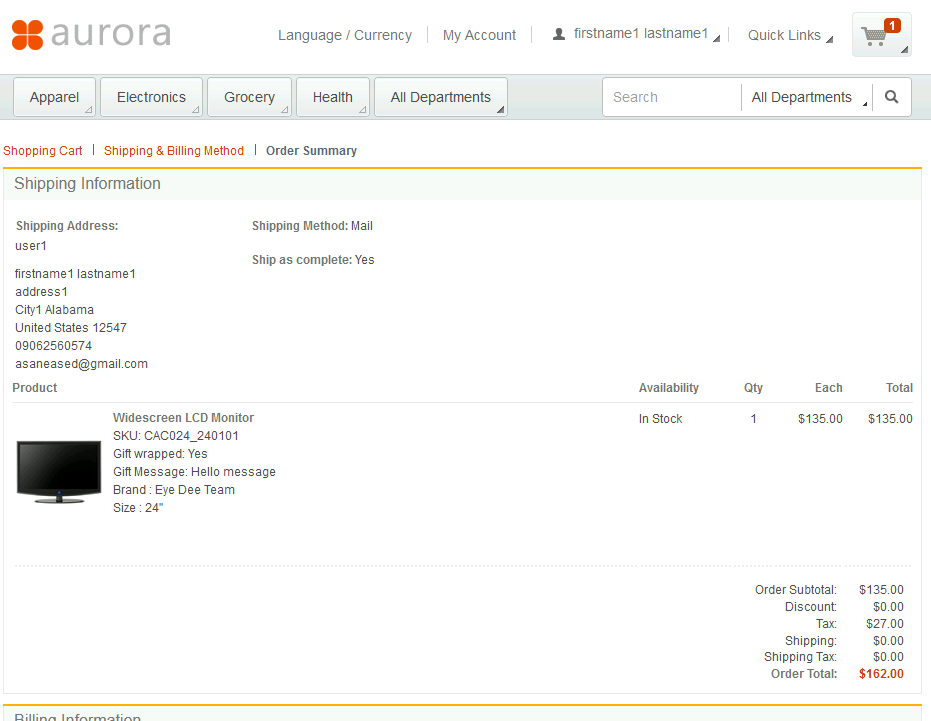 aurora
Language / Currency My Account firstname1 lastname1 Quick Links 1
Apparel Electronics Grocery Health All Departments Search All Departments
Shopping Cart Shipping & Billing Method Order Summary
Shipping Information
Shipping Address: Shipping Method: Mail
user1
Ship as complete: Yes
firstname1 lastname1
address1
City1 Alabama
United States 12547
09062560574
asaneased@gmail.com
Product Availability Qty Each Total
Widescreen LCD Monitor In Stock 1 $135.00 $135.00
SKU: CAC024_240101
Gift wrapped: Yes
Gift Message: Hello message
Brand : Eye Dee Team
Size : 24"
Order Subtotal: $135.00
Discount: $0.00
Tax: $27.00
Shipping: $0.00
Shipping Tax: $0.00
Order Total: $162.00
Billing Information